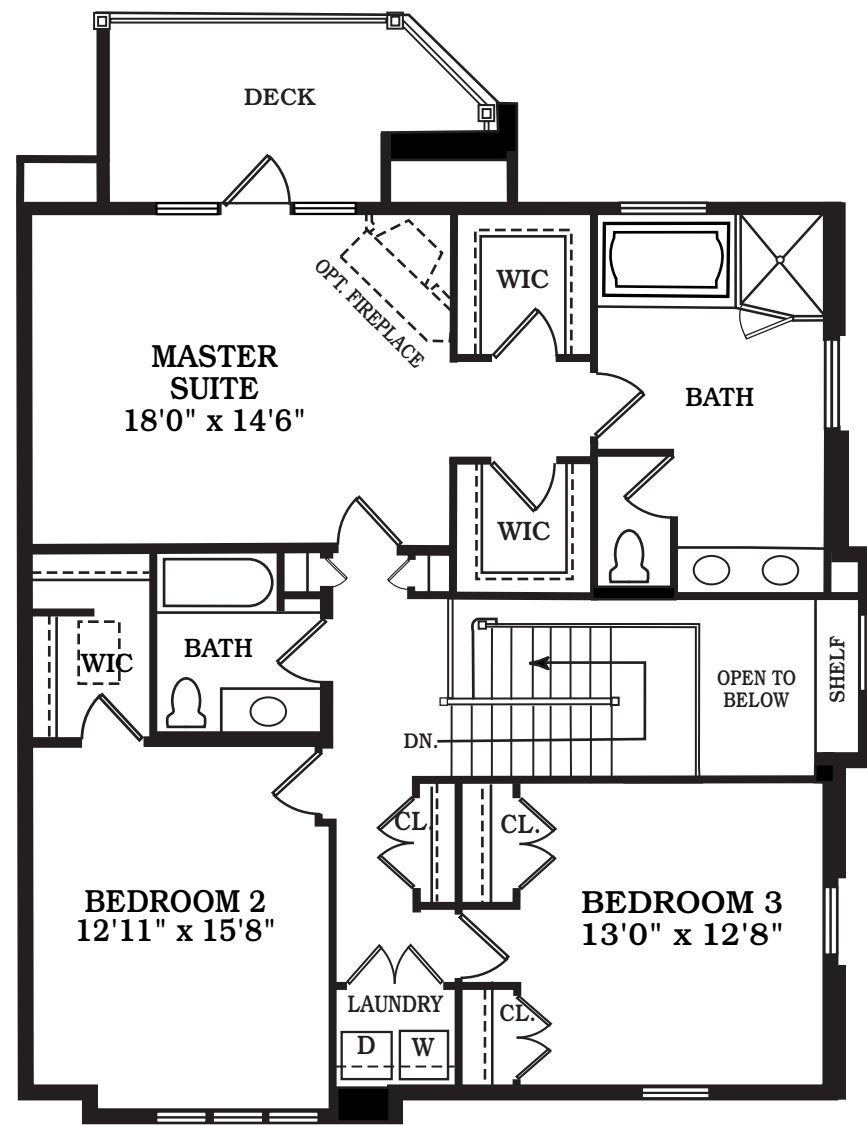 DECK
OPT. FIREPLACE
WIC
MASTER
SUITE
18'0" x 14'6"
BATH
WIC
WIC
BATH
OPEN TO
BELOW
SHELF
DN.
CL.
CL.
BEDROOM 2
12'11" x 15'8"
BEDROOM 3
13'0" x 12'8"
LAUNDRY
CL.
D
W